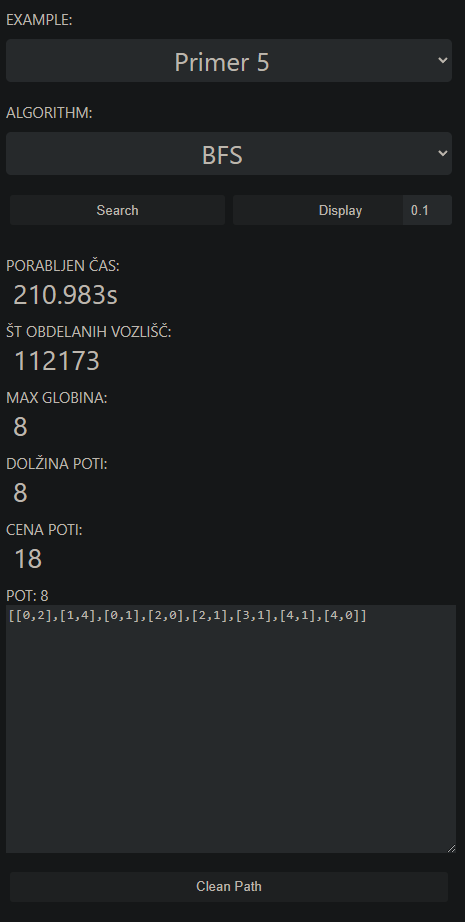 EXAMPLE:
Primer 5
ALGORITHM:
BFS
Search Display 0.1
PORABLJEN ČAS:
210.983s
ŠT OBDELANIH VOZLIŠČ:
112173
MAX GLOBINA:
8
DOLŽINA POTI:
8
CENA POTI:
18
POT: 8
[[0,2],[1,4],[0,1],[2,0],[2,1],[3,1],[4,1],[4,0]]
Clean Path